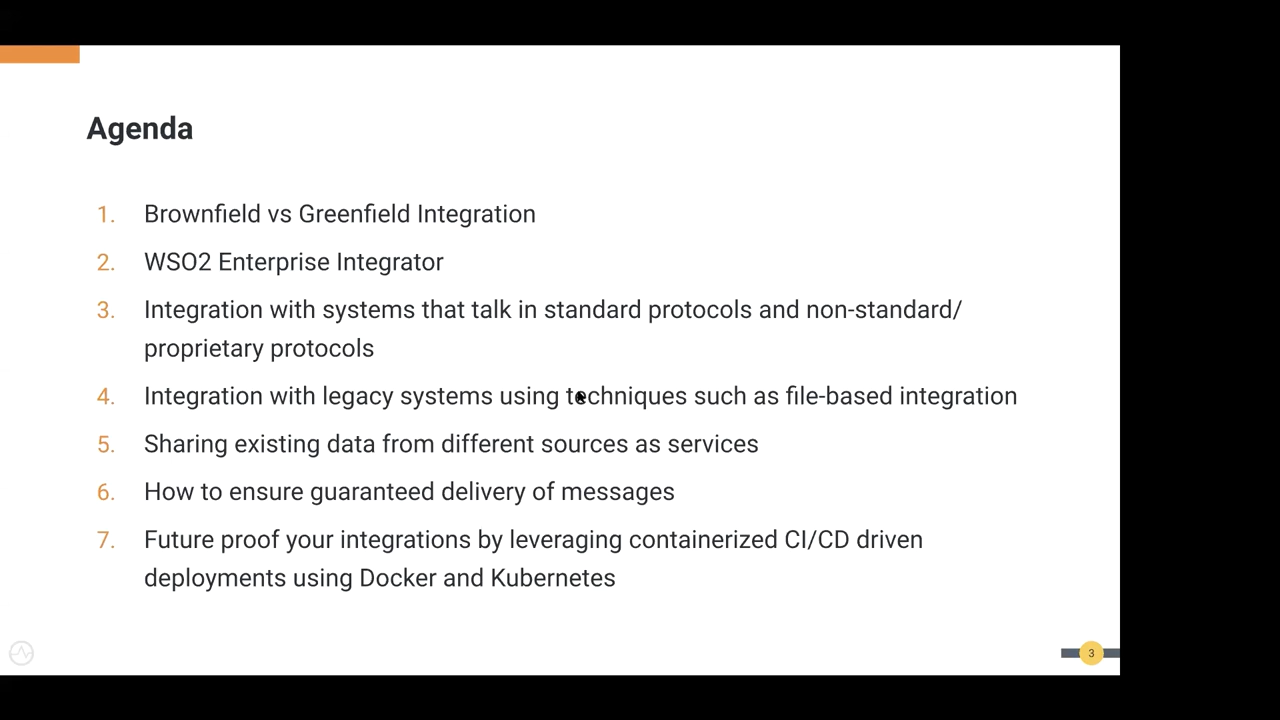 Agenda
1. Brownfield vs Greenfield Integration
2. WSO2 Enterprise Integrator
3. Integration with systems that talk in standard protocols and non-standard/
proprietary protocols
4. Integration with legacy systems using techniques such as file-based integration
5. Sharing existing data from different sources as services
6. How to ensure guaranteed delivery of messages
7. Future proof your integrations by leveraging containerized CI/CD driven
deployments using Docker and Kubernetes
3